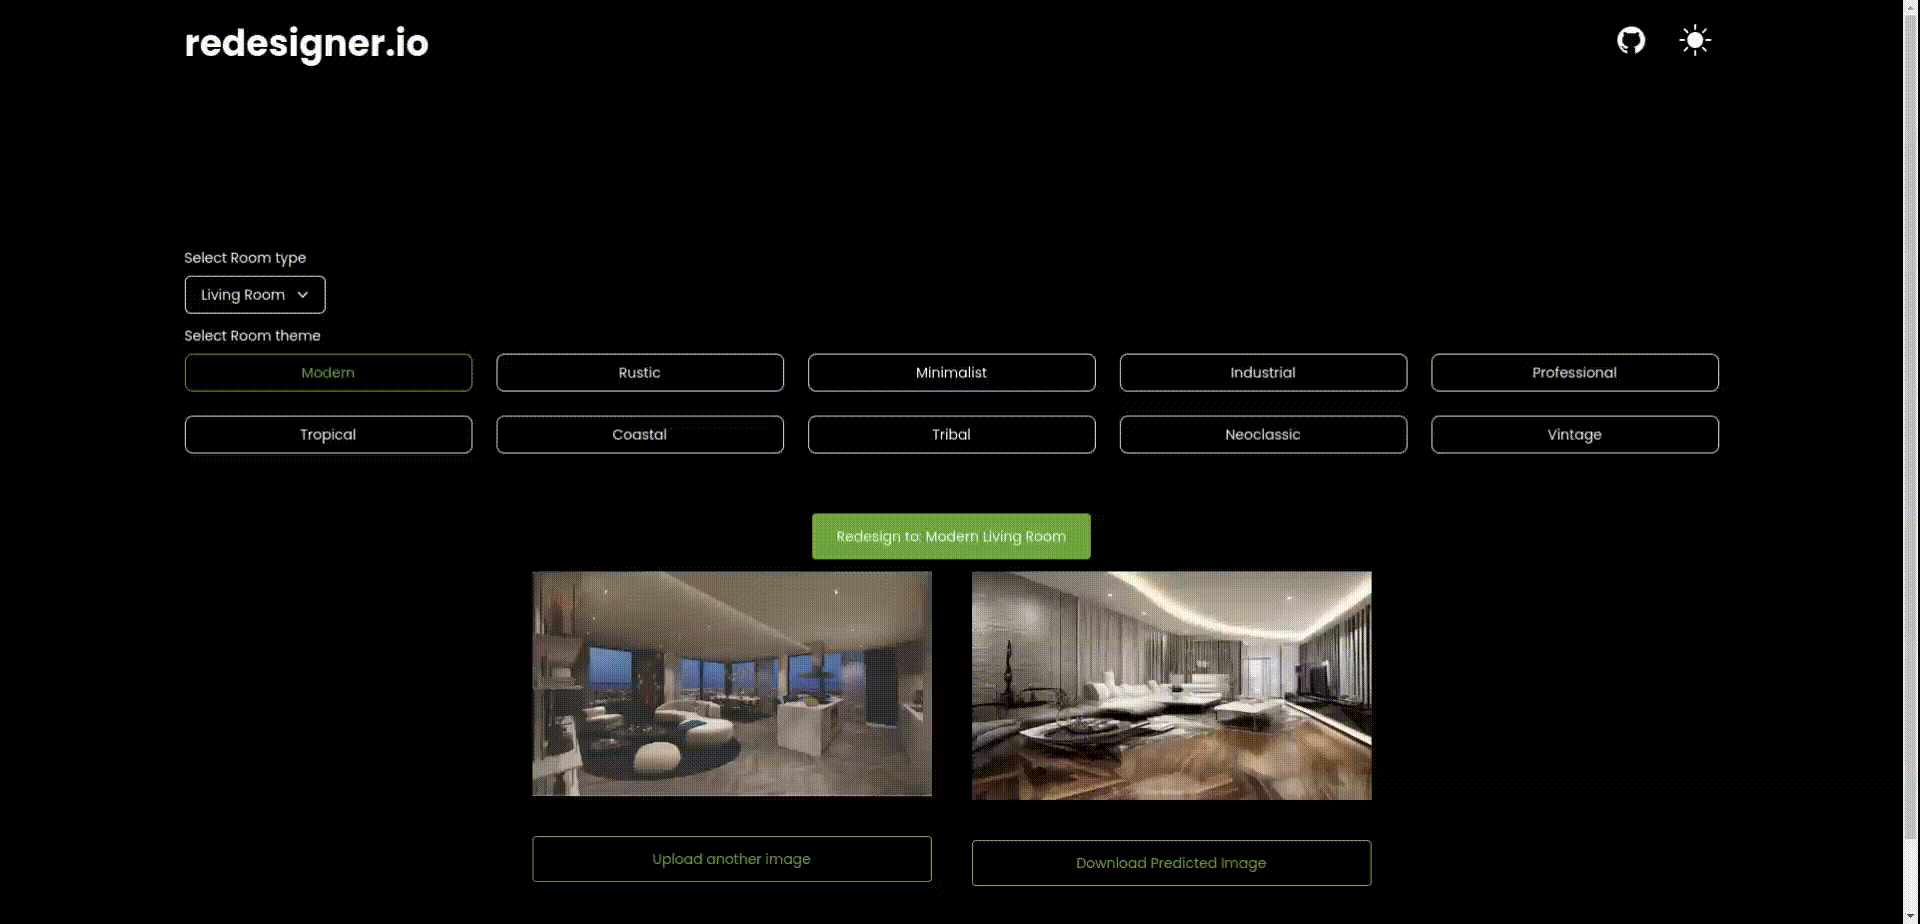 redesigner.io
Select Room type
Living Room
Select Room theme
Modern
Rustic
Minimalist
Industrial
Professional
Tropical
Coastal
Tribal
Neoclassic
Vintage
Redesign to: Modern Living Room
Upload another image
Download Predicted Image